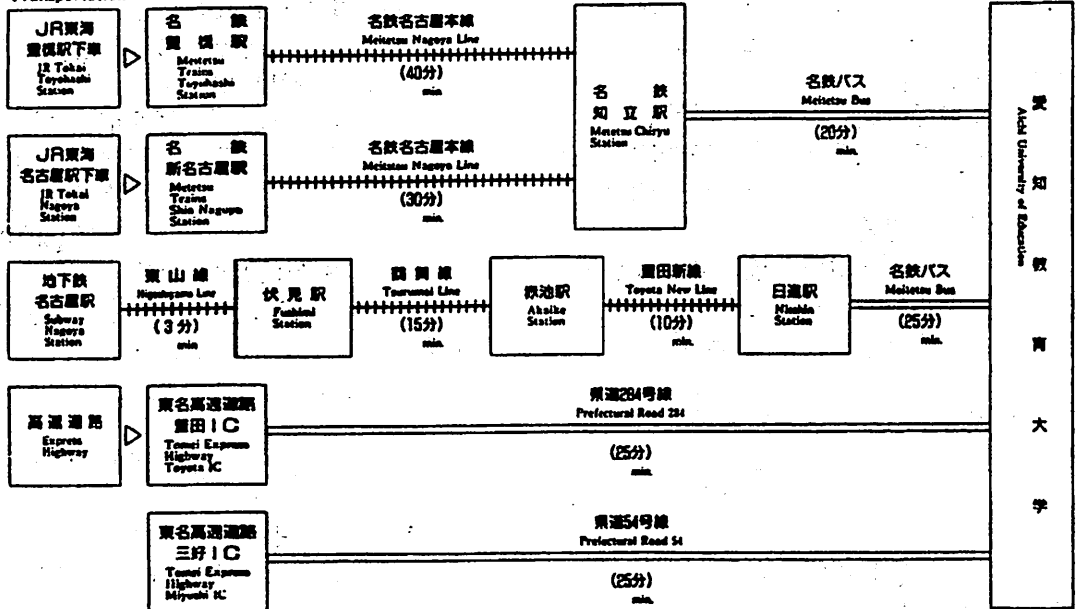 JR東海
豊橋駅下車
JR Tokai
Toyohashi
Station
名鉄
豊橋駅
Meitetsu
Trains
Toyohashi
Station
名鉄名古屋本線
Meitetsu Nagoya Line
(40分)
min
名鉄
知立駅
Metetsu Chiryu
Station
名鉄バス
Meitetsu Bus
(20分)
min.
愛知教育大学
Aichi University of Education
JR東海
名古屋駅下車
JR Tokai
Nagoya
Station
名鉄
新名古屋駅
Metetsu
Trains
Shin Nagoya
Station
名鉄名古屋本線
Meitetsu Nagoya Line
(30分)
min.
地下鉄
名古屋駅
Subway
Nagoya
Station
東山線
Higashiyama Line
(3分)
min
伏見駅
Fushimi
Station
鶴舞線
Tsurumai Line
(15分)
min.
赤池駅
Akaike
Station
豊田新線
Toyota New Line
(10分)
min.
日進駅
Nisshin
Station
名鉄バス
Meitetsu Bus
(25分)
min.
高速道路
Express
Highway
東名高速道路
豊田IC
Tomei Express
Highway
Toyota IC
県道284号線
Prefectural Road 284
(25分)
min.
東名高速道路
三好IC
Tomei Express
Highway
Miyoshi IC
県道54号線
Prefectural Road 54
(25分)
min.